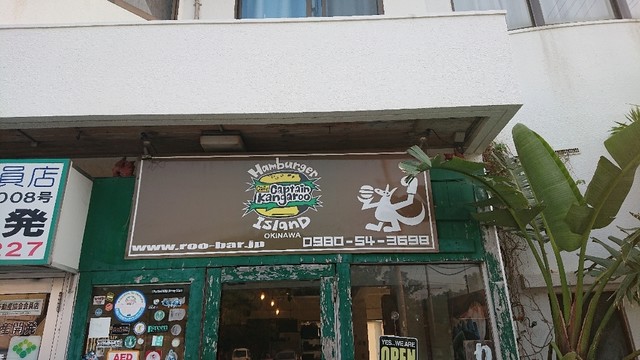 Hamburger
Captain
Kangaroo
Island
OKINAWA
www.roo-bar.jp
0980-54-3698
員店
008号
発
227
YES...WE ARE
OPEN
AED